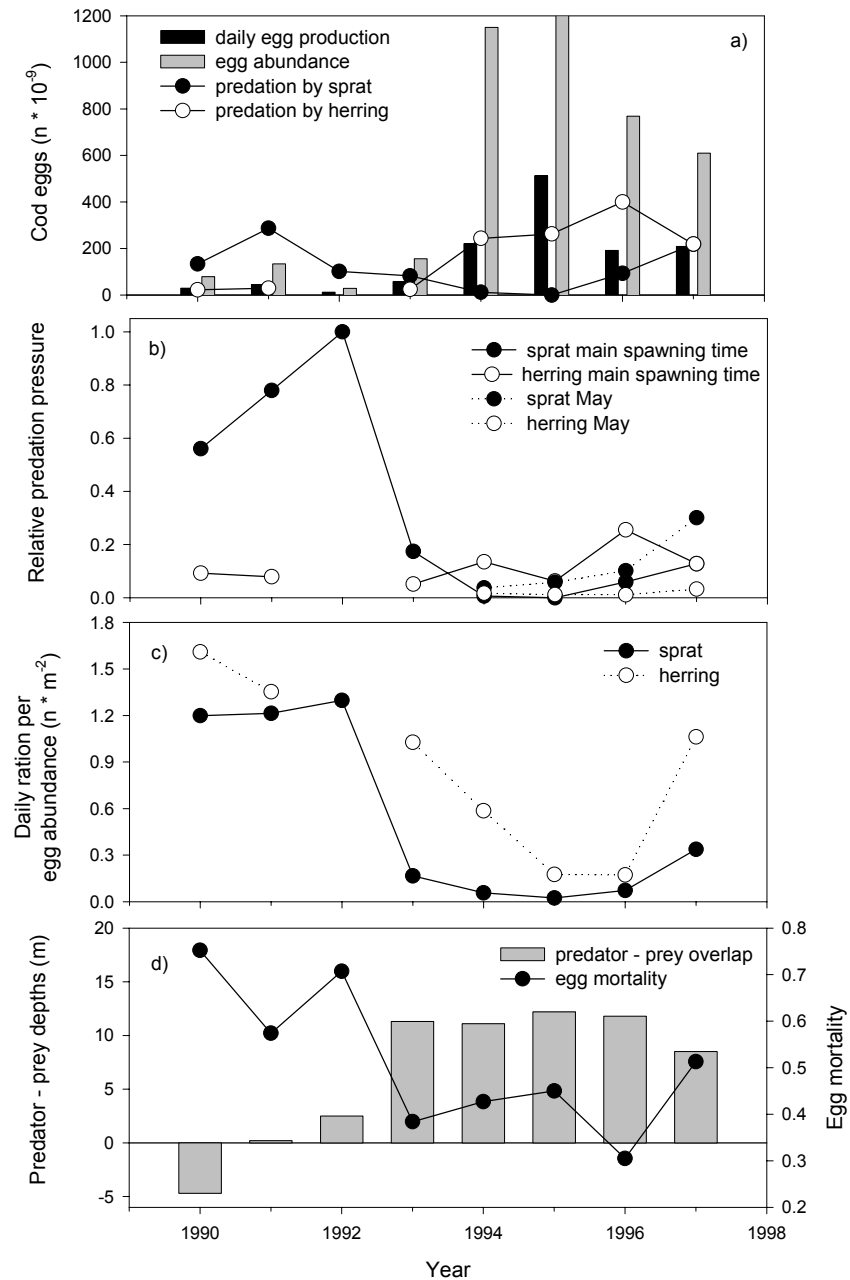 daily egg production
egg abundance
predation by sprat
predation by herring
a)
1200
1000
800
600
400
200
0
Cod eggs (n * 10-9)
b)
sprat main spawning time
herring main spawning time
sprat May
herring May
1.0
0.8
0.6
0.4
0.2
0.0
Relative predation pressure
c)
sprat
herring
1.8
1.5
1.2
0.9
0.6
0.3
0.0
Daily ration per
egg abundance (n * m-2)
d)
predator - prey overlap
egg mortality
20
15
10
5
0
-5
Predator - prey depths (m)
0.8
0.7
0.6
0.5
0.4
0.3
0.2
Egg mortality
1990
1992
1994
1996
1998
Year